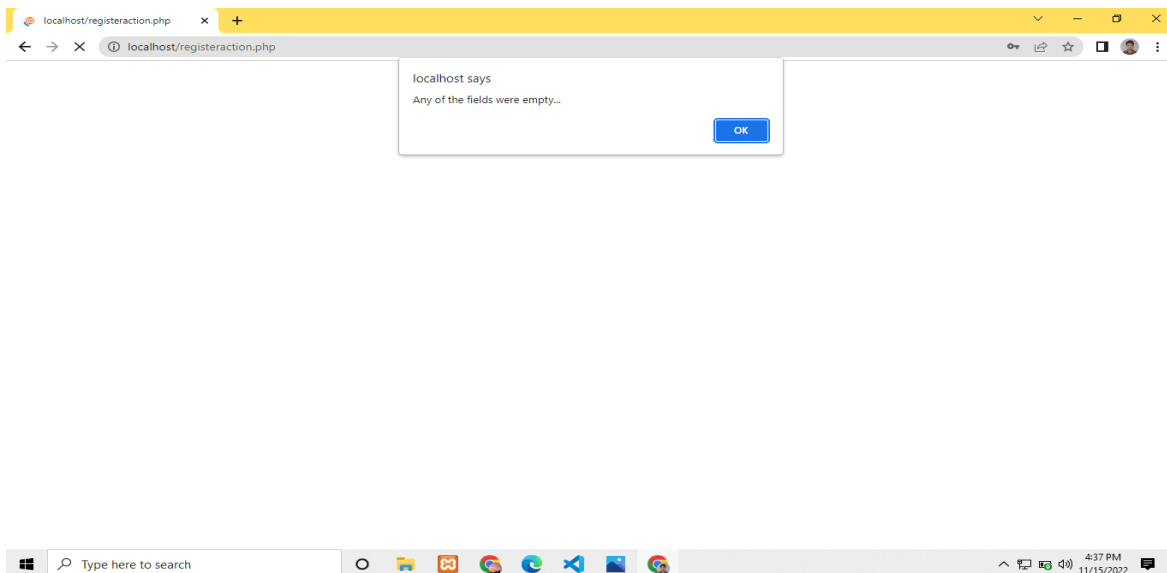 localhost/registeraction.php
localhost/registeraction.php
localhost says
Any of the fields were empty...
OK
Type here to search
4:37 PM
11/15/2022